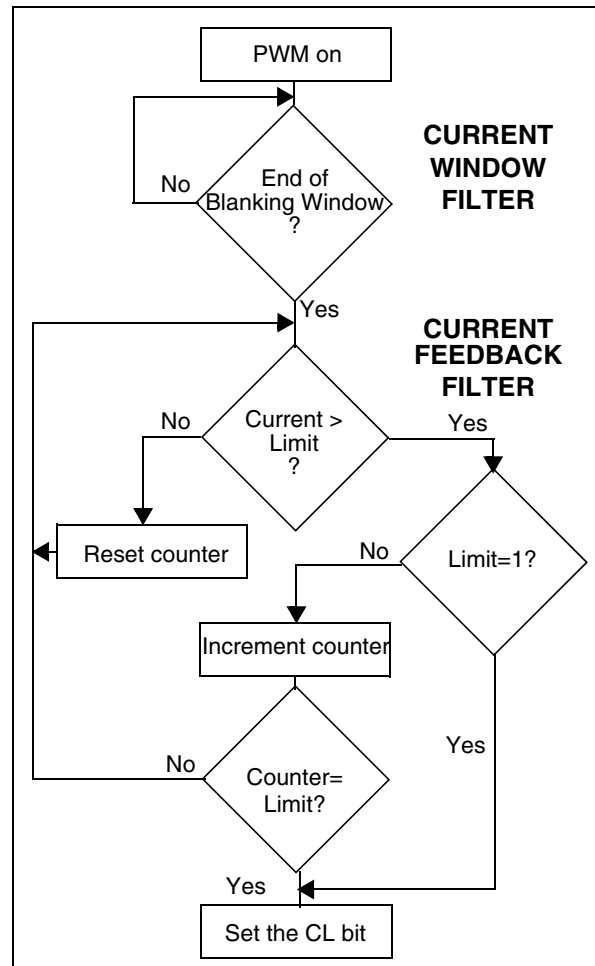 PWM on
CURRENT
WINDOW
FILTER
No
End of
Blanking Window
?
Yes
CURRENT
FEEDBACK
FILTER
No
Current >
Limit
?
Yes
Reset counter
No
Limit=1?
Increment counter
No
Counter=
Limit?
Yes
Yes
Set the CL bit